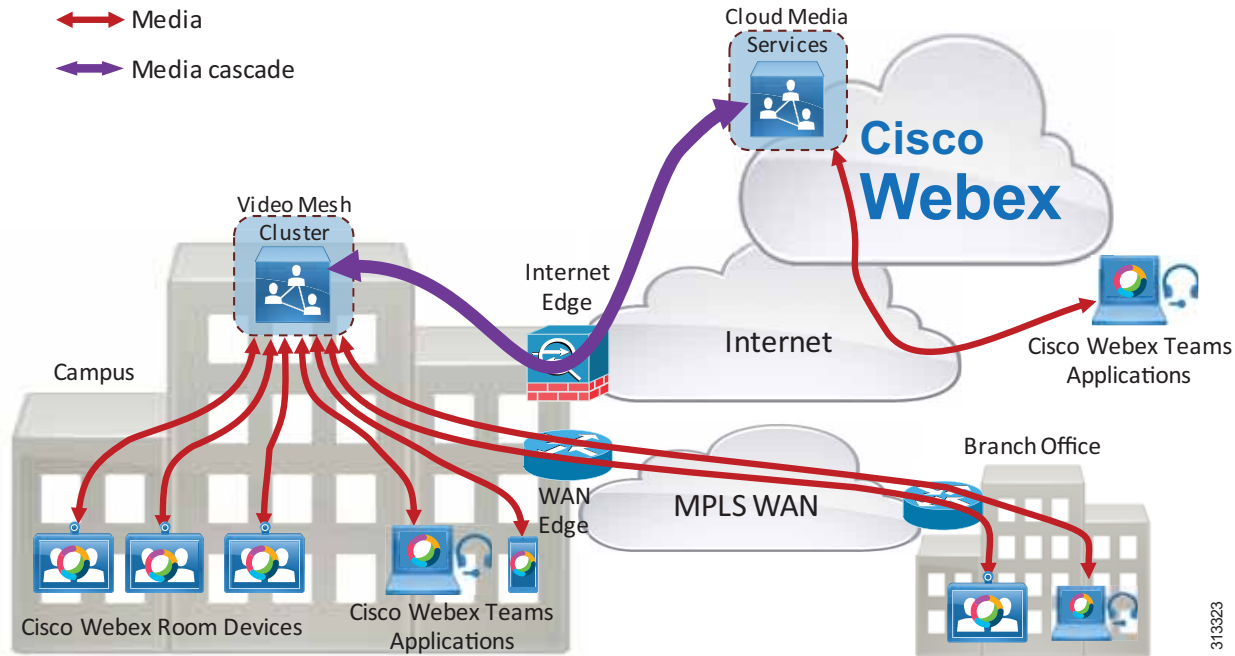 Media
Media cascade
Cloud Media
Services
Cisco
Webex
Video Mesh
Cluster
Internet
Edge
Internet
Cisco Webex Teams
Applications
Campus
Branch Office
WAN
Edge
MPLS WAN
Cisco Webex Room Devices
Cisco Webex Teams
Applications
313323